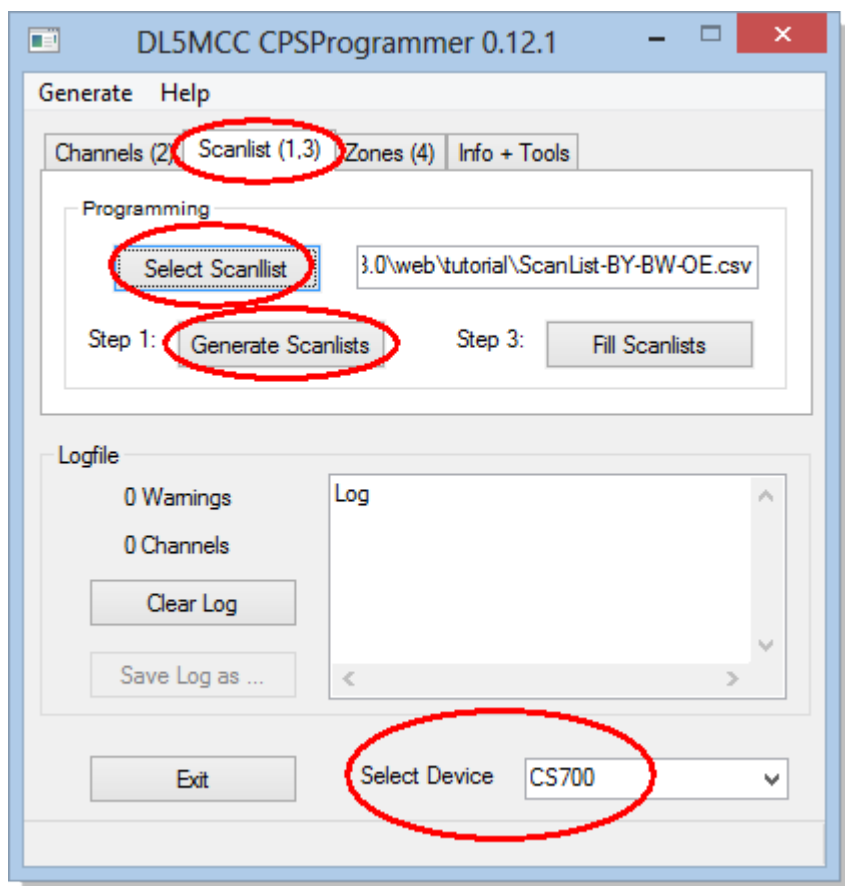 DL5MCC CPSProgrammer 0.12.1
Generate Help
Channels (2) Scanlist (1,3) Zones (4) Info + Tools
Programming
Select Scanllist 3.0\web\tutorial\ScanList-BY-BW-OE.csv
Step 1: Generate Scanlists Step 3: Fill Scanlists
Logfile
0 Warnings
Log
0 Channels
Clear Log
Save Log as ...
Exit Select Device CS700